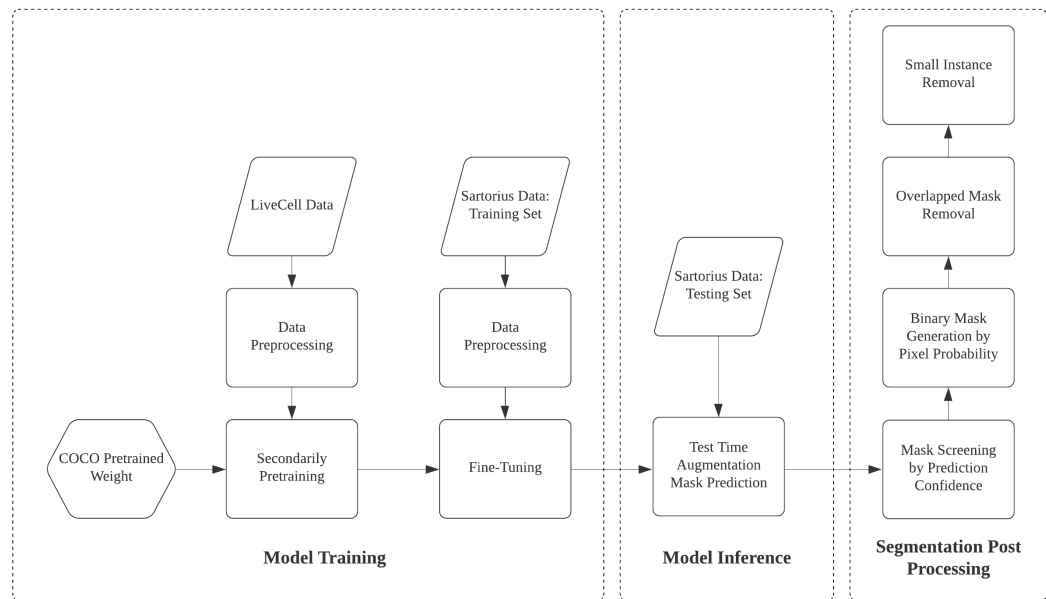 LiveCell Data
Data
Preprocessing
COCO Pretrained
Weight
Secondarily
Pretraining
Sartorius Data:
Training Set
Data
Preprocessing
Fine-Tuning
Model Training
Sartorius Data:
Testing Set
Test Time
Augmentation
Mask Prediction
Model Inference
Small Instance
Removal
Overlapped Mask
Removal
Binary Mask
Generation by
Pixel Probability
Mask Screening
by Prediction
Confidence
Segmentation Post
Processing